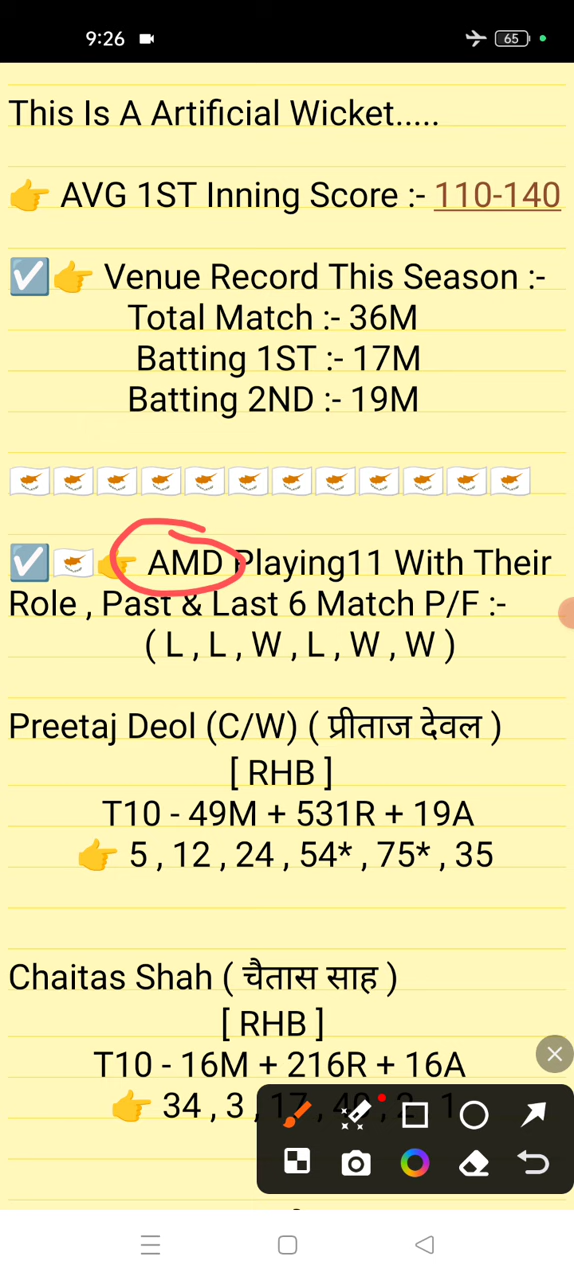 9:26
65
This Is A Artificial Wicket.....
👉 AVG 1ST Inning Score :- 110-140
☑️👉 Venue Record This Season :-
Total Match :- 36M
Batting 1ST :- 17M
Batting 2ND :- 19M
🇨🇾🇨🇾🇨🇾🇨🇾🇨🇾🇨🇾🇨🇾🇨🇾🇨🇾🇨🇾🇨🇾🇨🇾
☑️🇨🇾👉 AMD Playing11 With Their
Role , Past & Last 6 Match P/F :-
( L , L , W , L , W , W )
Preetaj Deol (C/W) ( प्रीताज देवल )
[ RHB ]
T10 - 49M + 531R + 19A
👉 5 , 12 , 24 , 54* , 75* , 35
Chaitas Shah ( चैतास साह )
[ RHB ]
T10 - 16M + 216R + 16A
👉 34 , 3 ,